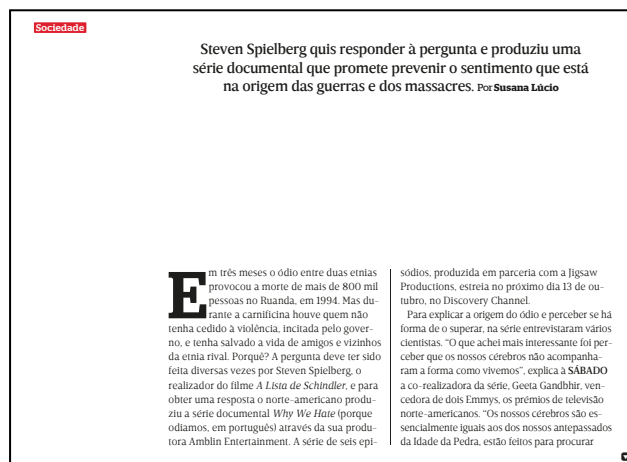 Sociedade
Steven Spielberg quis responder à pergunta e produziu uma
série documental que promete prevenir o sentimento que está
na origem das guerras e dos massacres. Por Susana Lúcio
Em três meses o ódio entre duas etnias
provocou a morte de mais de 800 mil
pessoas no Ruanda, em 1994. Mas du-
rante a carnificina houve quem não
tenha cedido à violência, incitada pelo gover-
no, e tenha salvado a vida de amigos e vizinhos
da etnia rival. Porquê? A pergunta deve ter sido
feita diversas vezes por Steven Spielberg, o
realizador do filme A Lista de Schindler, e para
obter uma resposta o norte-americano produ-
ziu a série documental Why We Hate (porque
odiamos, em português) através da sua produ-
tora Amblin Entertainment. A série de seis epi-
sódios, produzida em parceria com a Jigsaw
Productions, estreia no próximo dia 13 de ou-
tubro, no Discovery Channel.
Para explicar a origem do ódio e perceber se há
forma de o superar, na série entrevistaram vários
cientistas. “O que achei mais interessante foi per-
ceber que os nossos cérebros não acompanha-
ram a forma como vivemos”, explica à SÁBADO
a co-realizadora da série, Geeta Gandbhir, ven-
cedora de dois Emmys, os prémios de televisão
norte-americanos. “Os nossos cérebros são es-
sencialmente iguais aos dos nossos antepassados
da Idade da Pedra, estão feitos para procurar